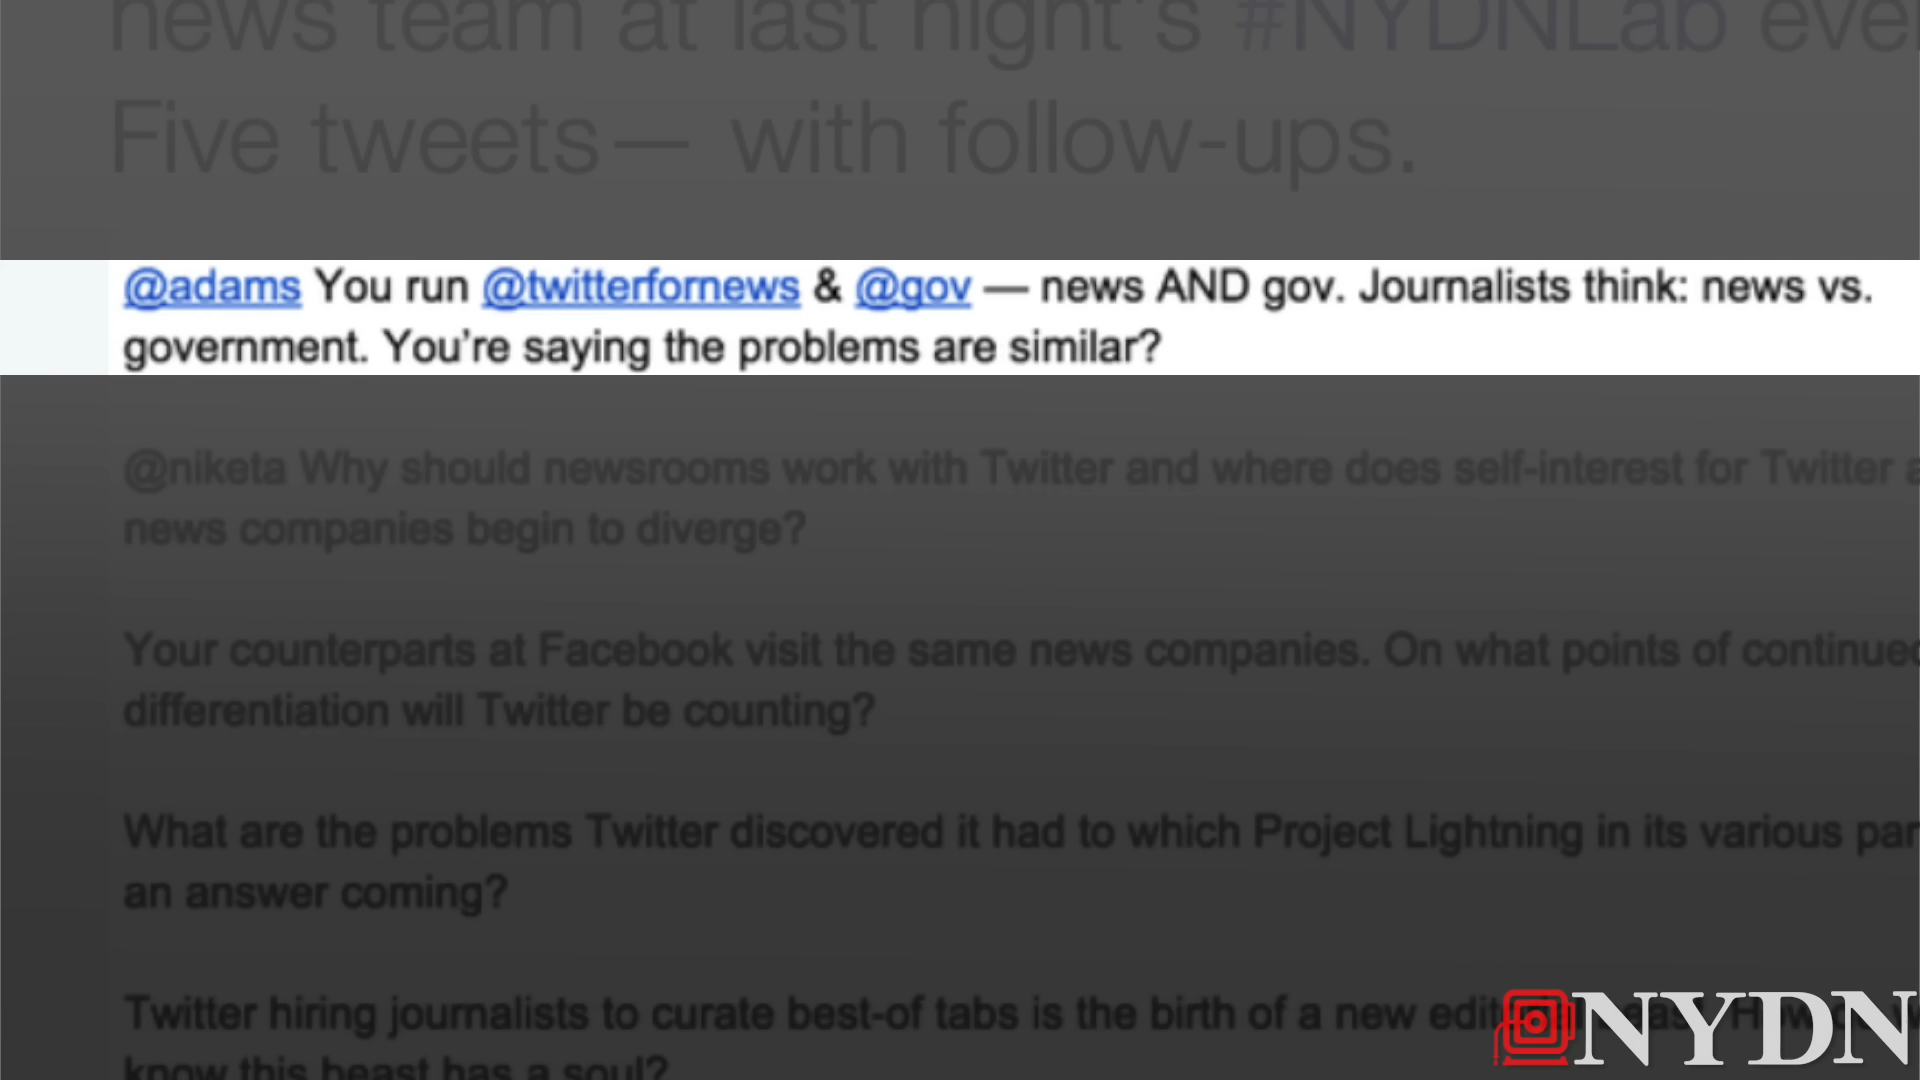 news team at last night's #NYDNLab
Five tweets— with follow-ups.
@adams You run @twitterfornews & @gov — news AND gov. Journalists think: news vs.
government. You're saying the problems are similar?
@niketa Why should newsrooms work with Twitter and where does self-interest for Twitter
news companies begin to diverge?
Your counterparts at Facebook visit the same news companies. On what points of continued
differentiation will Twitter be counting?
What are the problems Twitter discovered it had to which Project Lightning in its various
an answer coming?
Twitter hiring journalists to curate best-of tabs is the birth of a new
know this beast has a soul?
NYDN